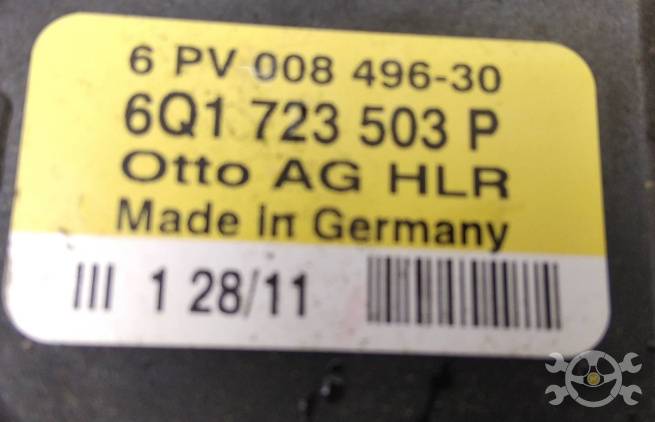 6 PV 008 496-30
6Q1 723 503 P
Otto AG HLR
Made in Germany
III 1 28/11